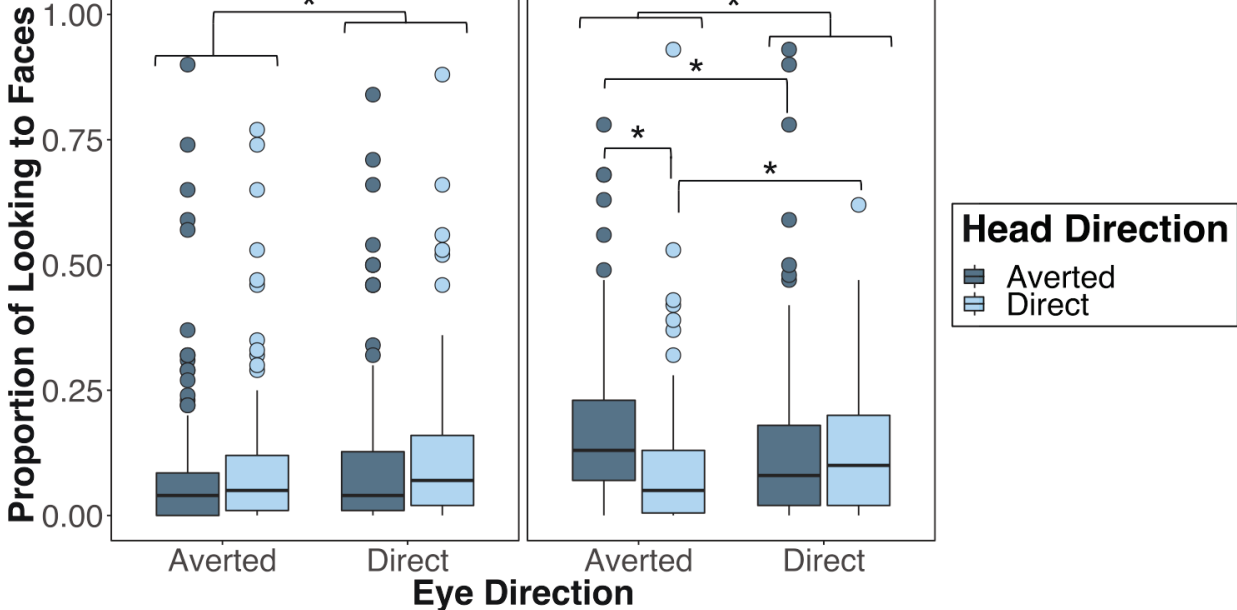 *
*
1.00
*
*
*
0.75
0.50
0.25
0.00
Proportion of Looking to Faces
Averted
Direct
Averted
Direct
Eye Direction
Head Direction
Averted
Direct